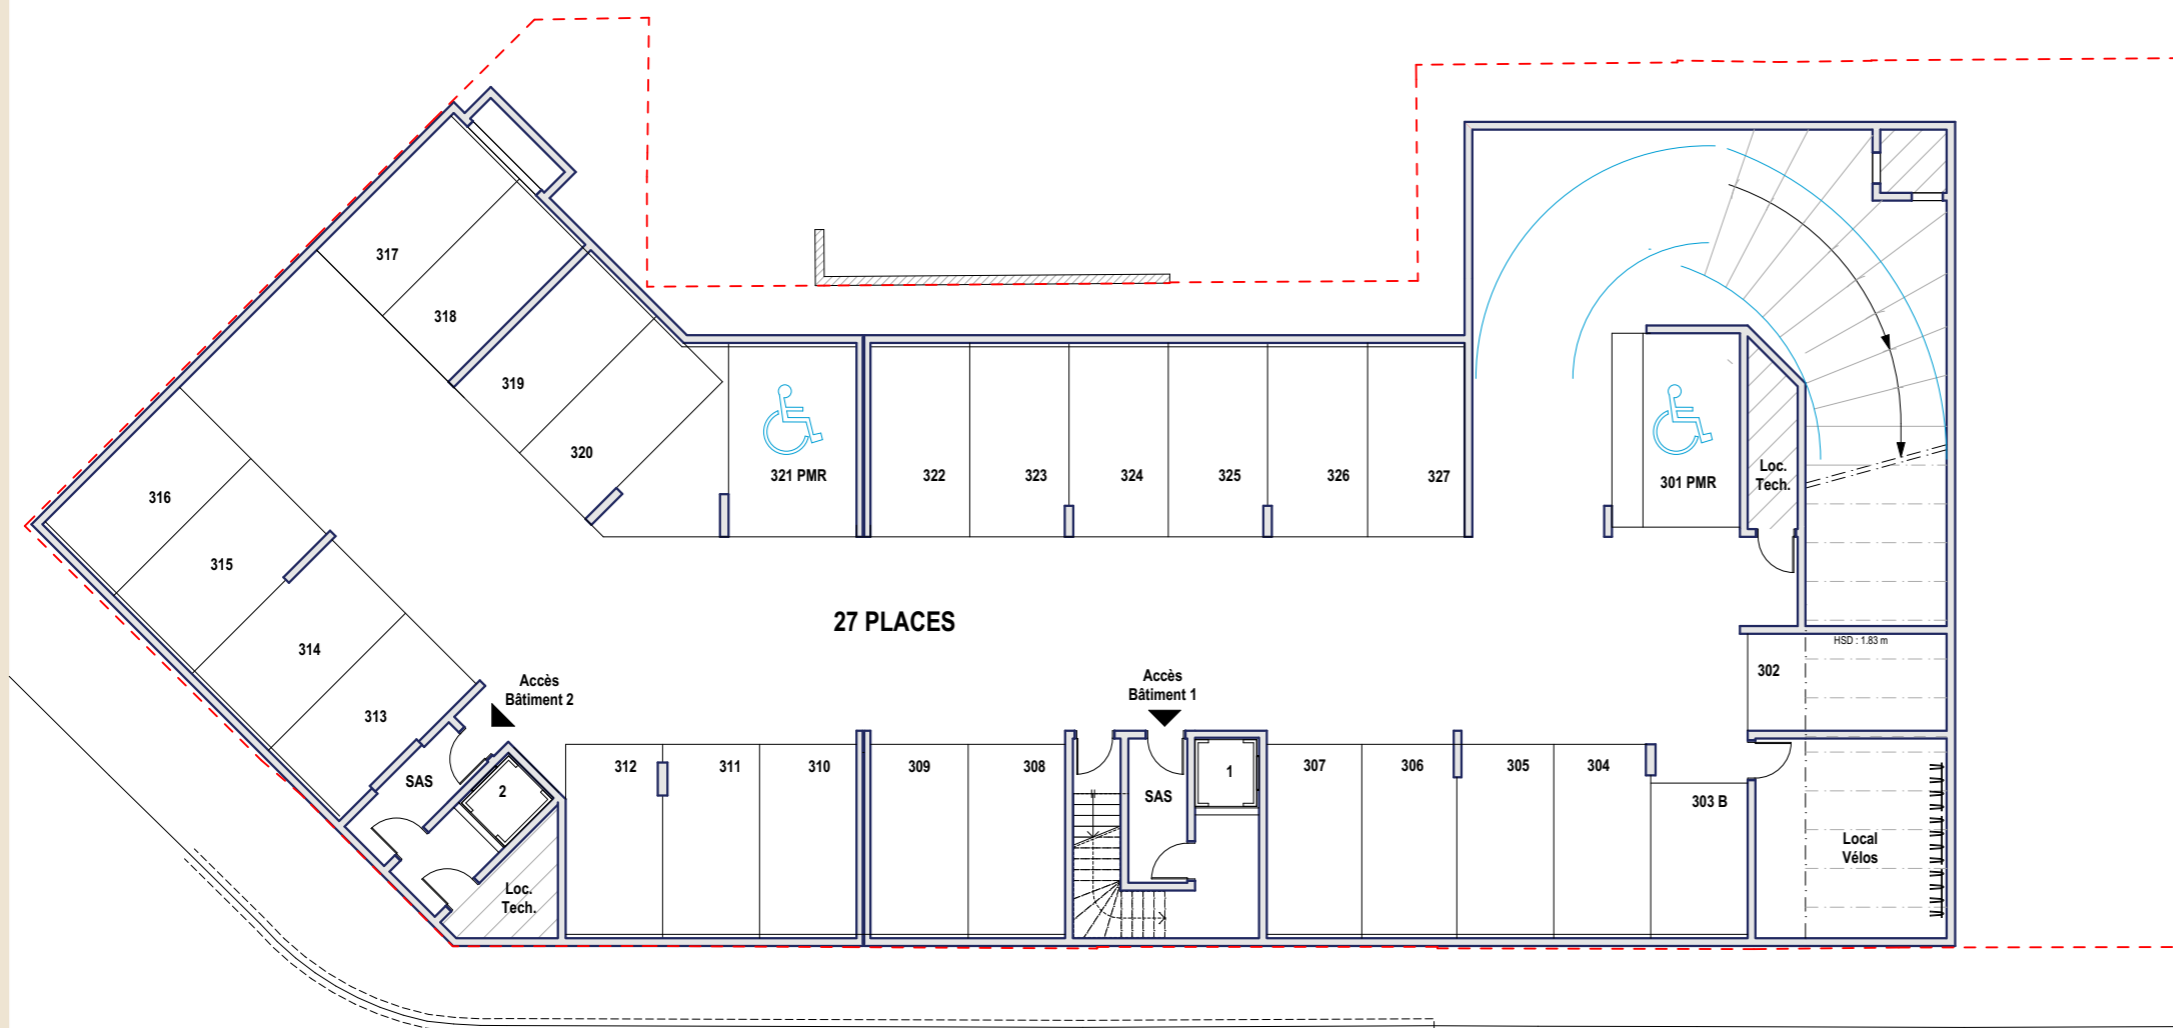 317
318
319
320
321 PMR
322
323
324
325
326
327
301 PMR
Loc.
Tech.
316
315
314
313
27 PLACES
HSD : 1.83 m
302
Accès
Bâtiment 2
Accès
Bâtiment 1
SAS
2
Loc.
Tech.
312
311
310
309
308
SAS
1
307
306
305
304
303 B
Local
Vélos